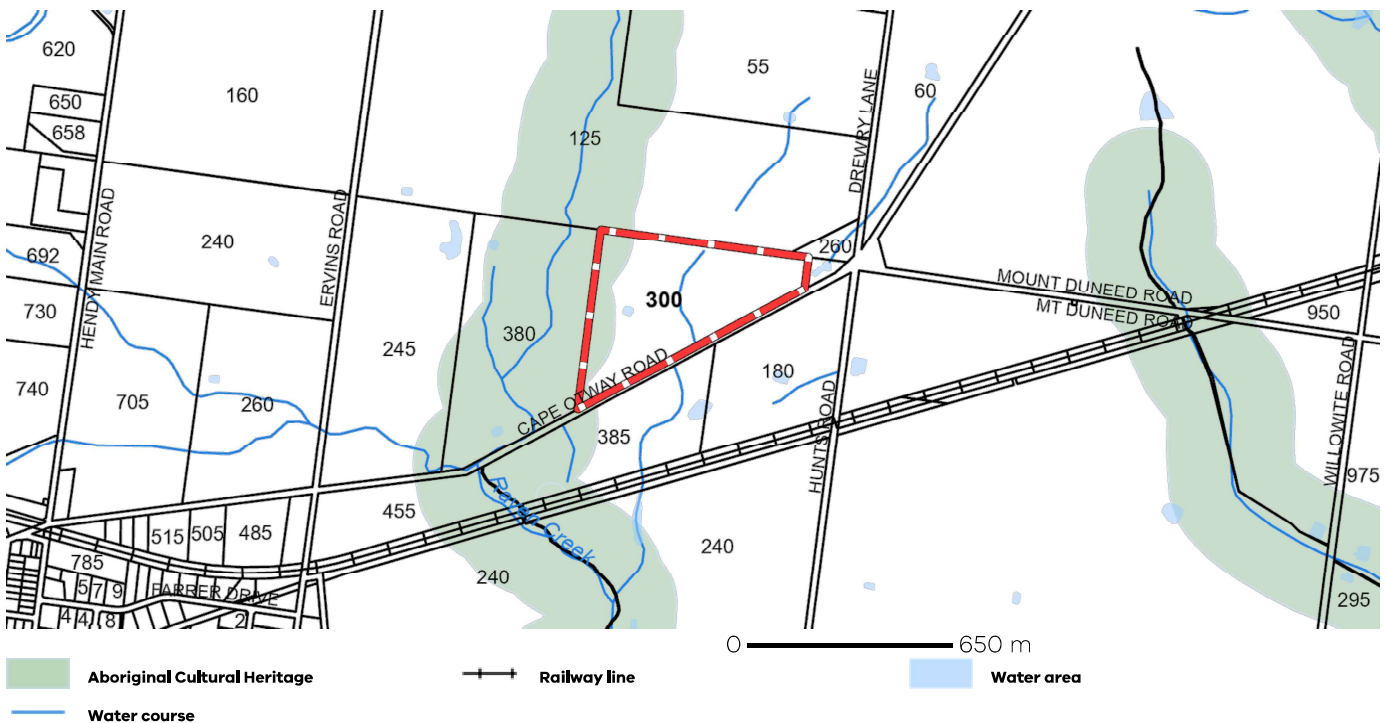 620
160
650
658
55
60
125
DREWRY LANE
HENDY MAIN ROAD
ERVINS ROAD
240
692
260
300
MOUNT DUNEED ROAD
MT DUNEED ROAD
950
730
245
380
740
705
260
180
CAPE OTWAY ROAD
385
HUNTS ROAD
WILLOWITE ROAD
975
455
515
505
485
Parwan Creek
240
240
785
5
7
9
FARRER DRIVE
4
4
8
2
295
0
650 m
Aboriginal Cultural Heritage
Railway line
Water area
Water course